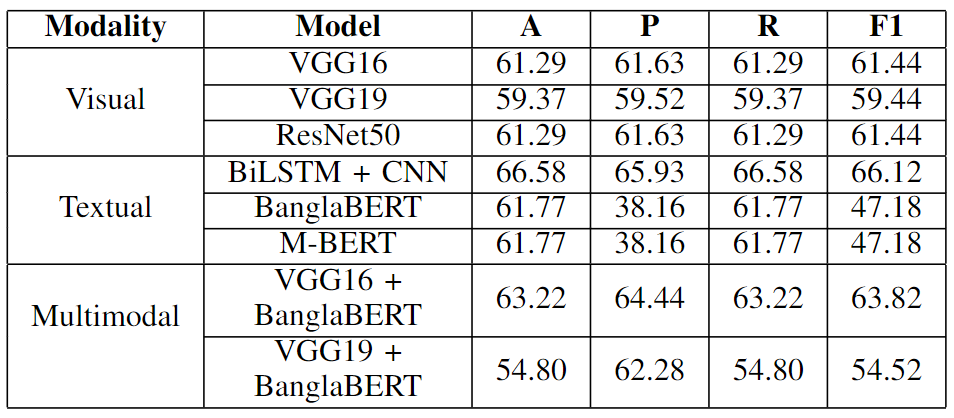 Modality Model A P R F1
Visual VGG16 61.29 61.63 61.29 61.44
VGG19 59.37 59.52 59.37 59.44
ResNet50 61.29 61.63 61.29 61.44
Textual BiLSTM + CNN 66.58 65.93 66.58 66.12
BanglaBERT 61.77 38.16 61.77 47.18
M-BERT 61.77 38.16 61.77 47.18
Multimodal VGG16 +
BanglaBERT 63.22 64.44 63.22 63.82
VGG19 +
BanglaBERT 54.80 62.28 54.80 54.52